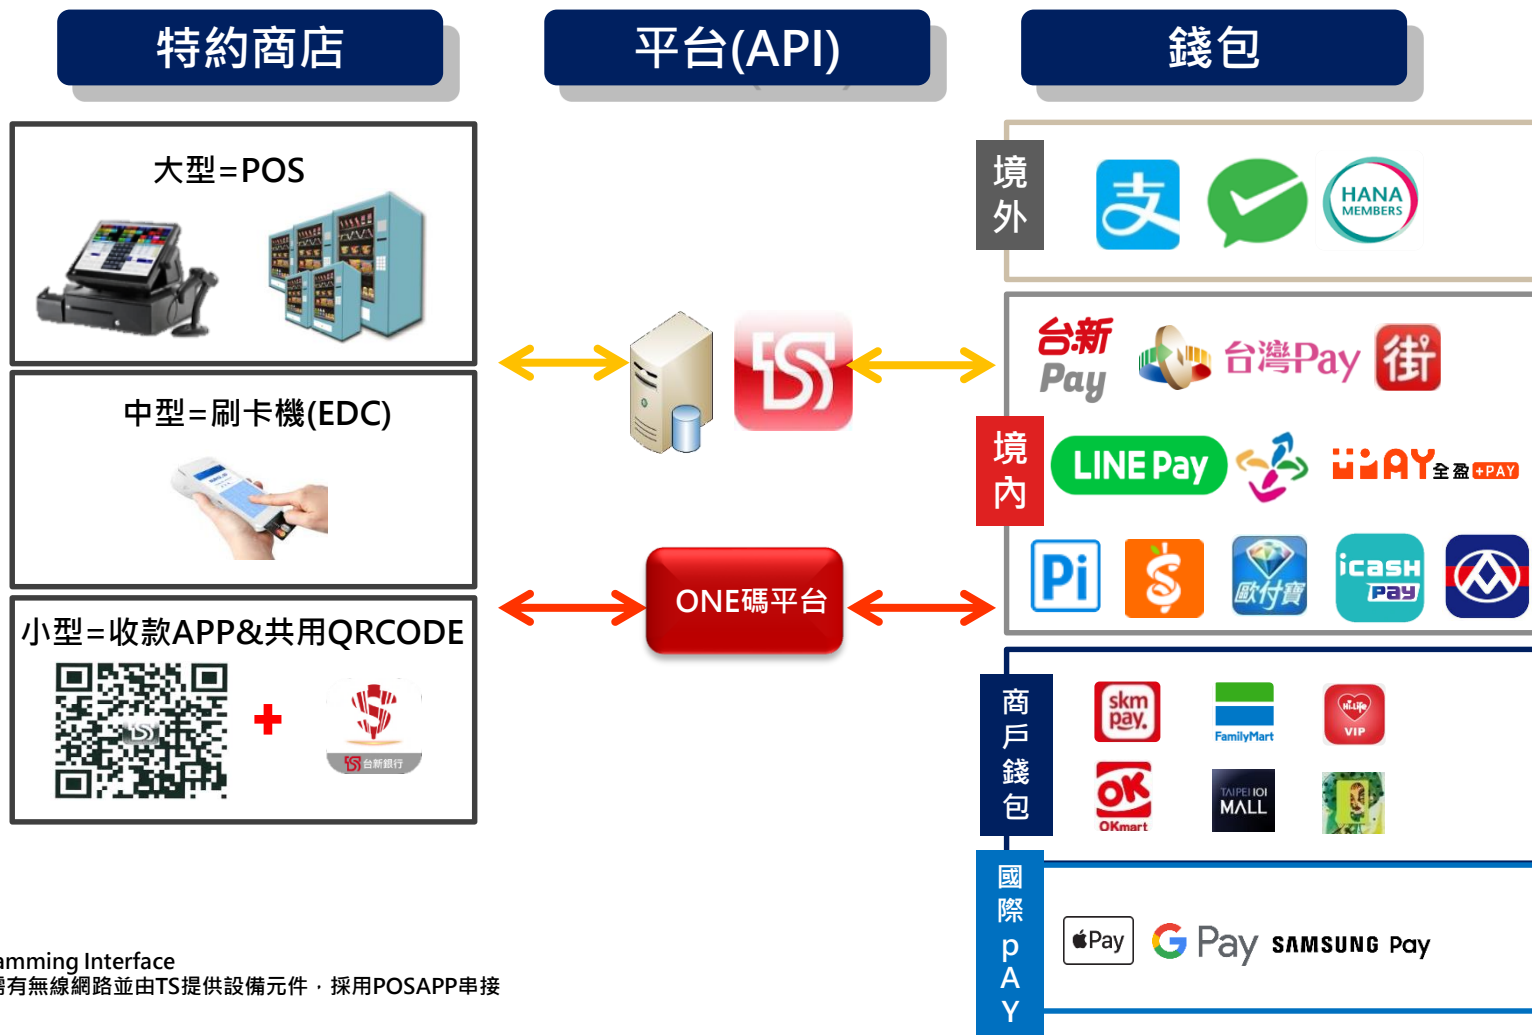 特約商店
平台(API)
錢包
大型=POS
中型=刷卡機(EDC)
小型=收款APP&共用QRCODE
台新銀行
ONE碼平台
境外
支
HANA
MEMBERS
境內
台新
Pay
台灣Pay
街
LINE Pay
全盈+PAY
Pi
歐付寶
icash
Pay
商戶錢包
skm
pay.
FamilyMart
Hi-Life
VIP
OK
OKmart
TAIPEI 101
MALL
國際pAY
Pay
G Pay
SAMSUNG Pay
amming Interface
需有無線網路並由TS提供設備元件，採用POSAPP串接